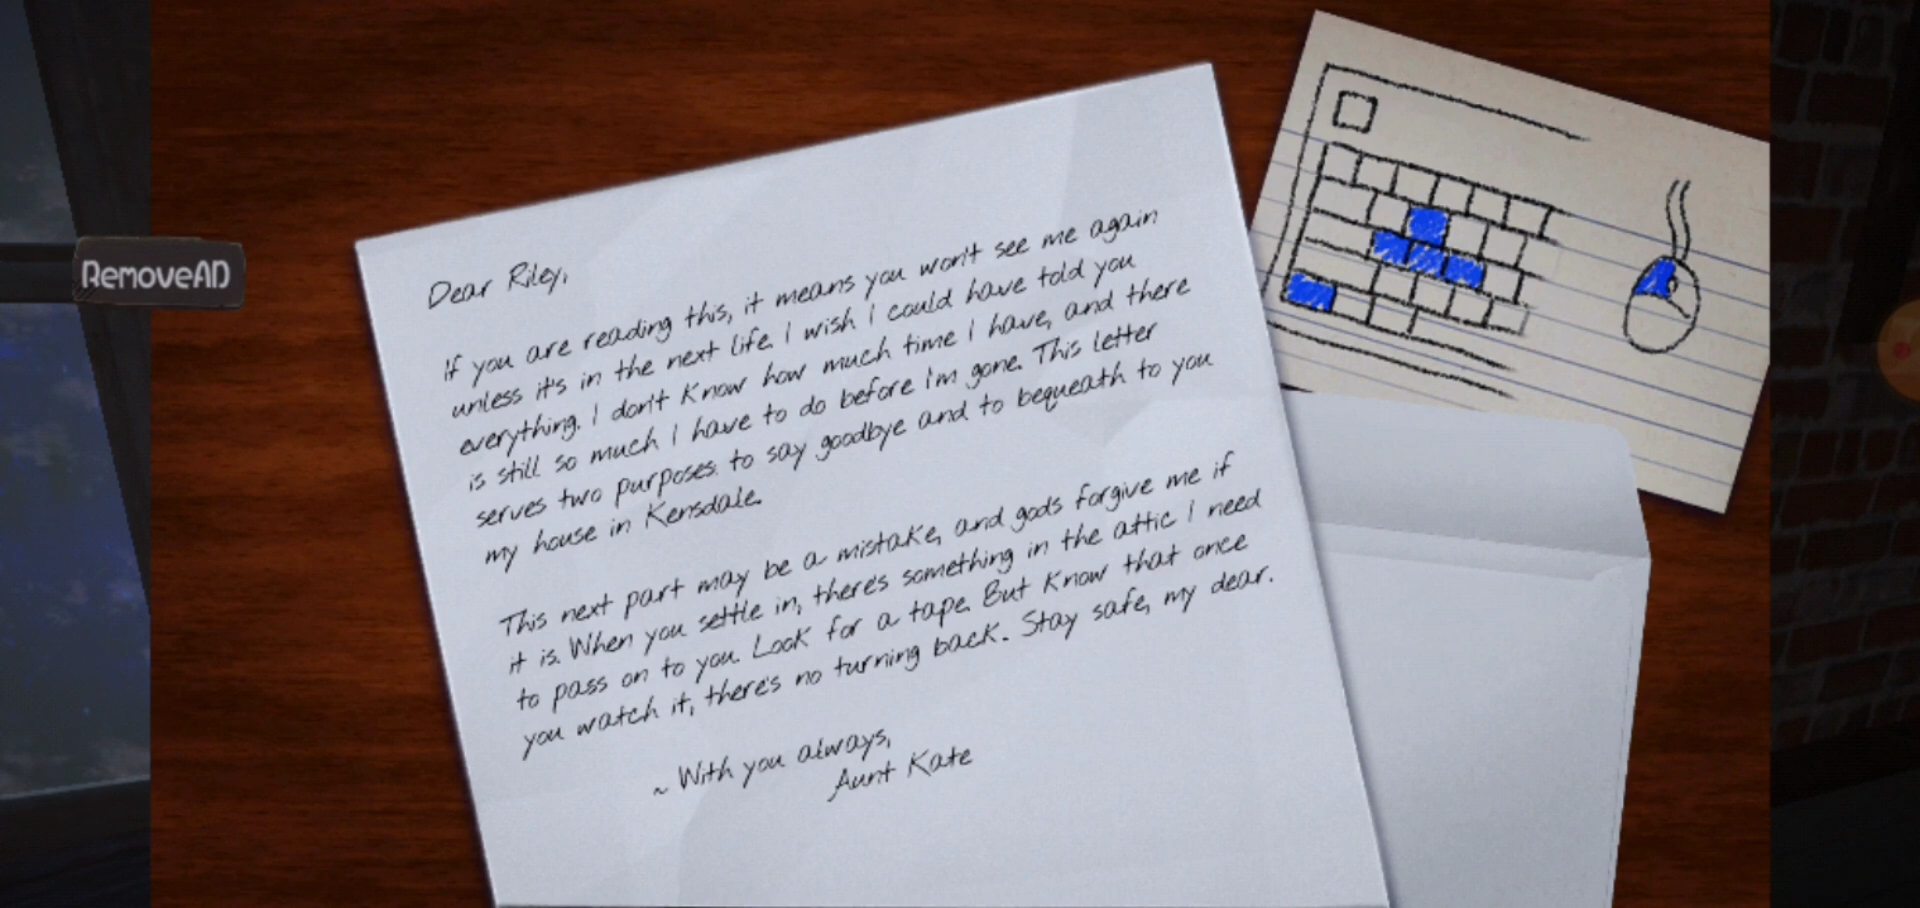 RemoveAD
Dear Riley,
If you are reading this, it means you won't see me again
unless it's in the next life. I wish I could have told you
everything. I don't know how much time I have, and there
is still so much I have to do before I'm gone. This letter
serves two purposes: to say goodbye and to bequeath to you
my house in Kensdale.
This next part may be a mistake, and gods forgive me if
it is. When you settle in, there's something in the attic I need
to pass on to you. Look for a tape. But know that once
you watch it, there's no turning back. Stay safe, my dear.
~ With you always,
Aunt Kate